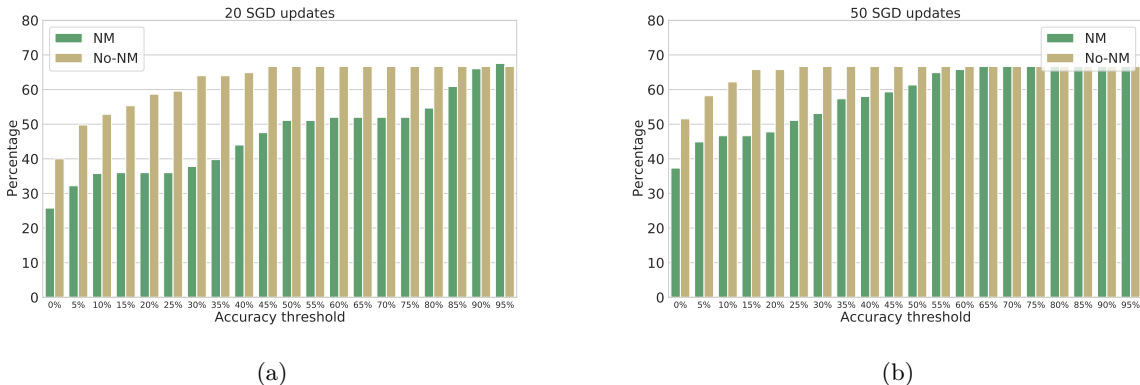 20 SGD updates
80
70
60
50
40
30
20
10
0
Percentage
NM
No-NM
0% 5% 10% 15% 20% 25% 30% 35% 40% 45% 50% 55% 60% 65% 70% 75% 80% 85% 90% 95%
Accuracy threshold
(a)
50 SGD updates
80
70
60
50
40
30
20
10
0
Percentage
NM
No-NM
0% 5% 10% 15% 20% 25% 30% 35% 40% 45% 50% 55% 60% 65% 70% 75% 80% 85% 90% 95%
Accuracy threshold
(b)